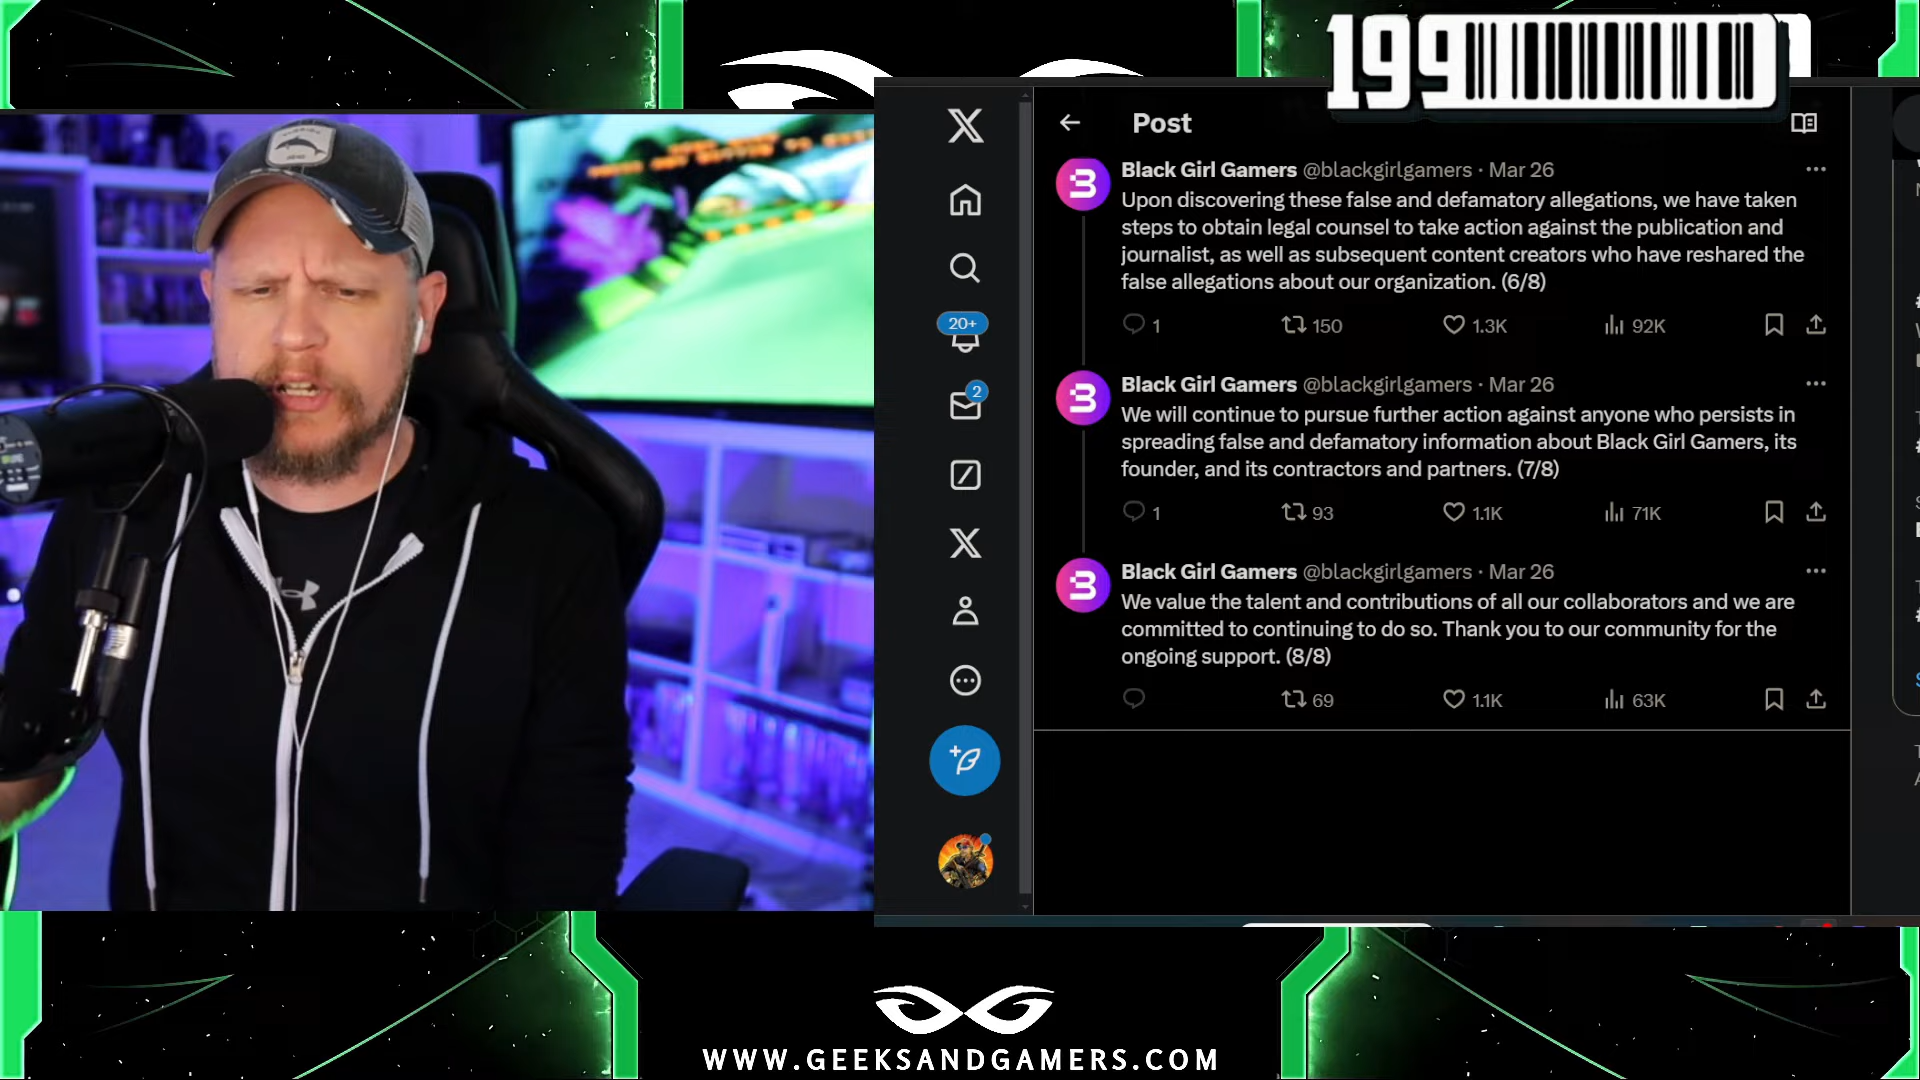 199
Post
Black Girl Gamers @blackgirlgamers · Mar 26
Upon discovering these false and defamatory allegations, we have taken
steps to obtain legal counsel to take action against the publication and
journalist, as well as subsequent content creators who have reshared the
false allegations about our organization. (6/8)
1 150 1.3K 92K
20+
Black Girl Gamers @blackgirlgamers · Mar 26
2
We will continue to pursue further action against anyone who persists in
spreading false and defamatory information about Black Girl Gamers, its
founder, and its contractors and partners. (7/8)
1 93 1.1K 71K
Black Girl Gamers @blackgirlgamers · Mar 26
We value the talent and contributions of all our collaborators and we are
committed to continuing to do so. Thank you to our community for the
ongoing support. (8/8)
69 1.1K 63K
WWW.GEEKSANDGAMERS.COM